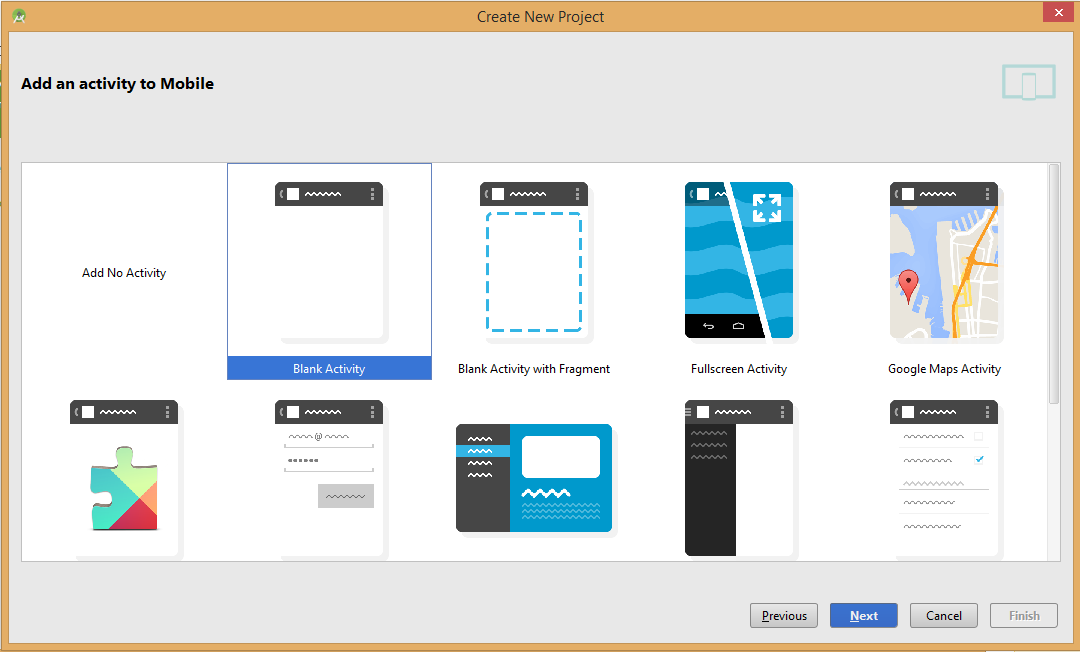 Create New Project
Add an activity to Mobile
Add No Activity
Blank Activity
Blank Activity with Fragment
Fullscreen Activity
Google Maps Activity
Previous
Next
Cancel
Finish